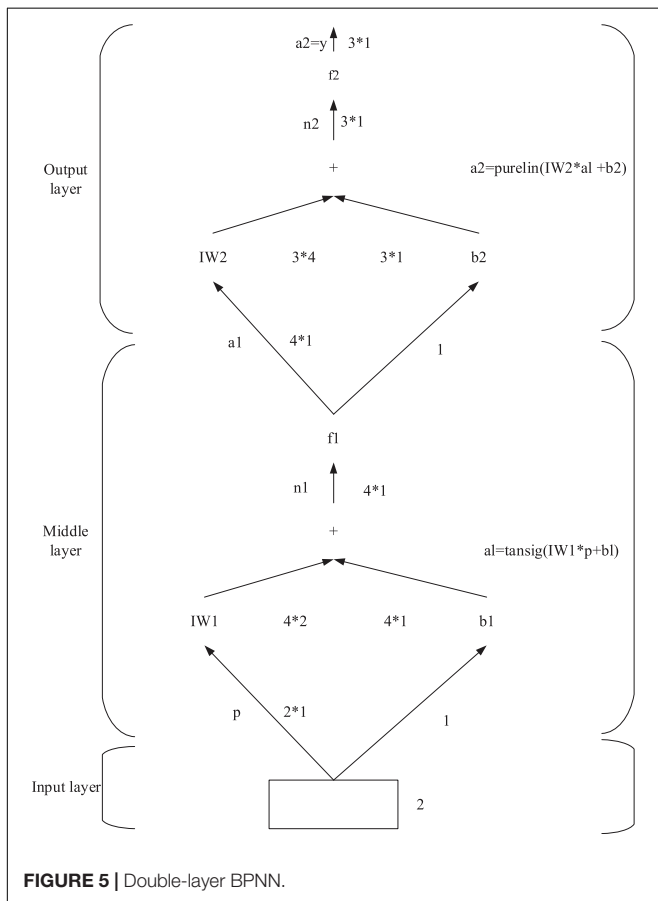 a2=y 3*1
f2
n2 3*1
Output
layer
+
a2=purelin(IW2*al +b2)
IW2 3*4 3*1 b2
a1 4*1 1
f1
n1 4*1
Middle
layer
+
al=tansig(IW1*p+bl)
IW1 4*2 4*1 b1
p 2*1 1
Input layer
2
FIGURE 5 | Double-layer BPNN.